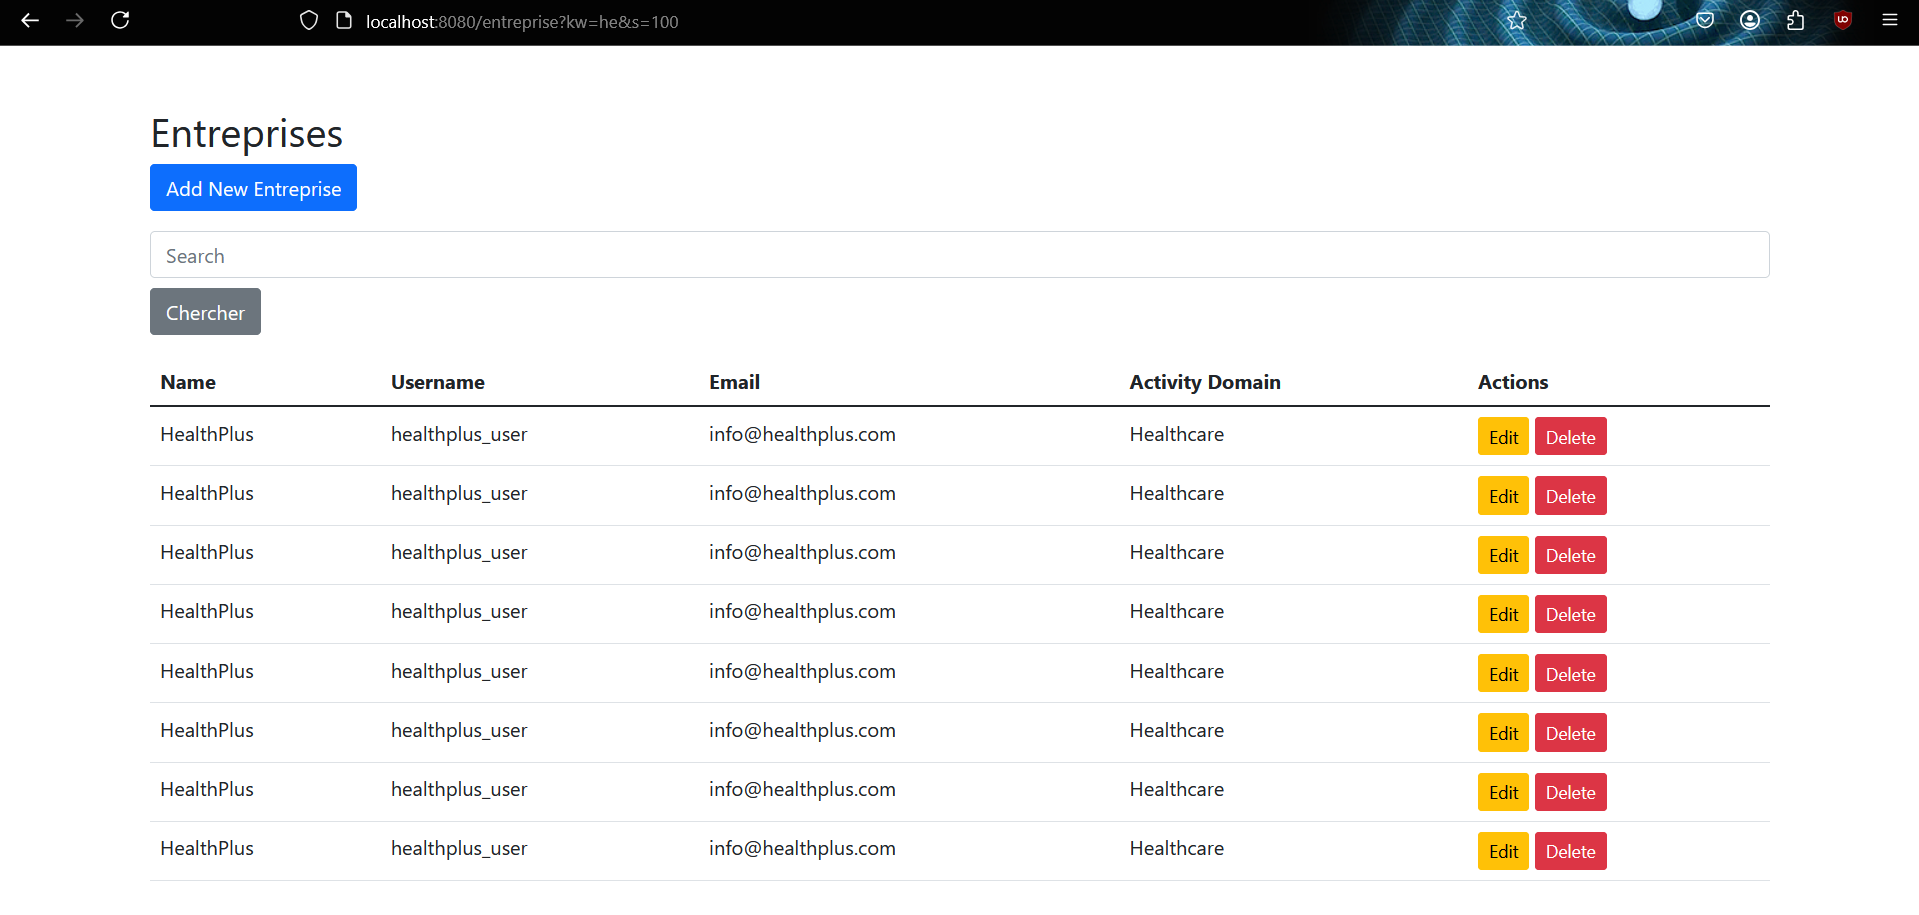 localhost:8080/entreprise?kw=he&s=100
Entreprises
Add New Entreprise
Search
Chercher
Name Username Email Activity Domain Actions
HealthPlus healthplus_user info@healthplus.com Healthcare Edit Delete
HealthPlus healthplus_user info@healthplus.com Healthcare Edit Delete
HealthPlus healthplus_user info@healthplus.com Healthcare Edit Delete
HealthPlus healthplus_user info@healthplus.com Healthcare Edit Delete
HealthPlus healthplus_user info@healthplus.com Healthcare Edit Delete
HealthPlus healthplus_user info@healthplus.com Healthcare Edit Delete
HealthPlus healthplus_user info@healthplus.com Healthcare Edit Delete
HealthPlus healthplus_user info@healthplus.com Healthcare Edit Delete